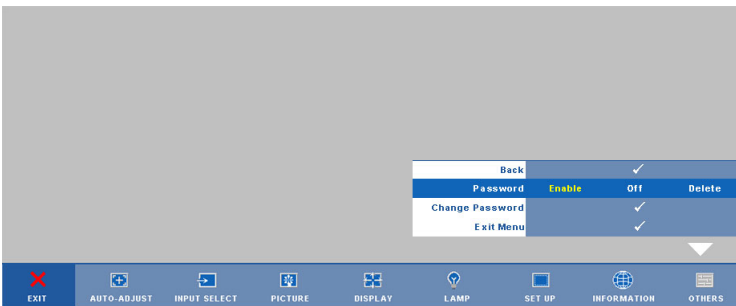 Back
Password Enable Off Delete
Change Password
Exit Menu
EXIT AUTO-ADJUST INPUT SELECT PICTURE DISPLAY LAMP SET UP INFORMATION OTHERS